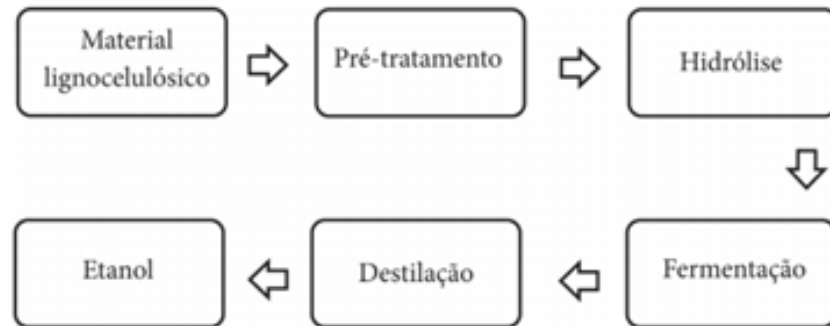 Material
lignocelulósico
Pré-tratamento
Hidrólise
Fermentação
Destilação
Etanol